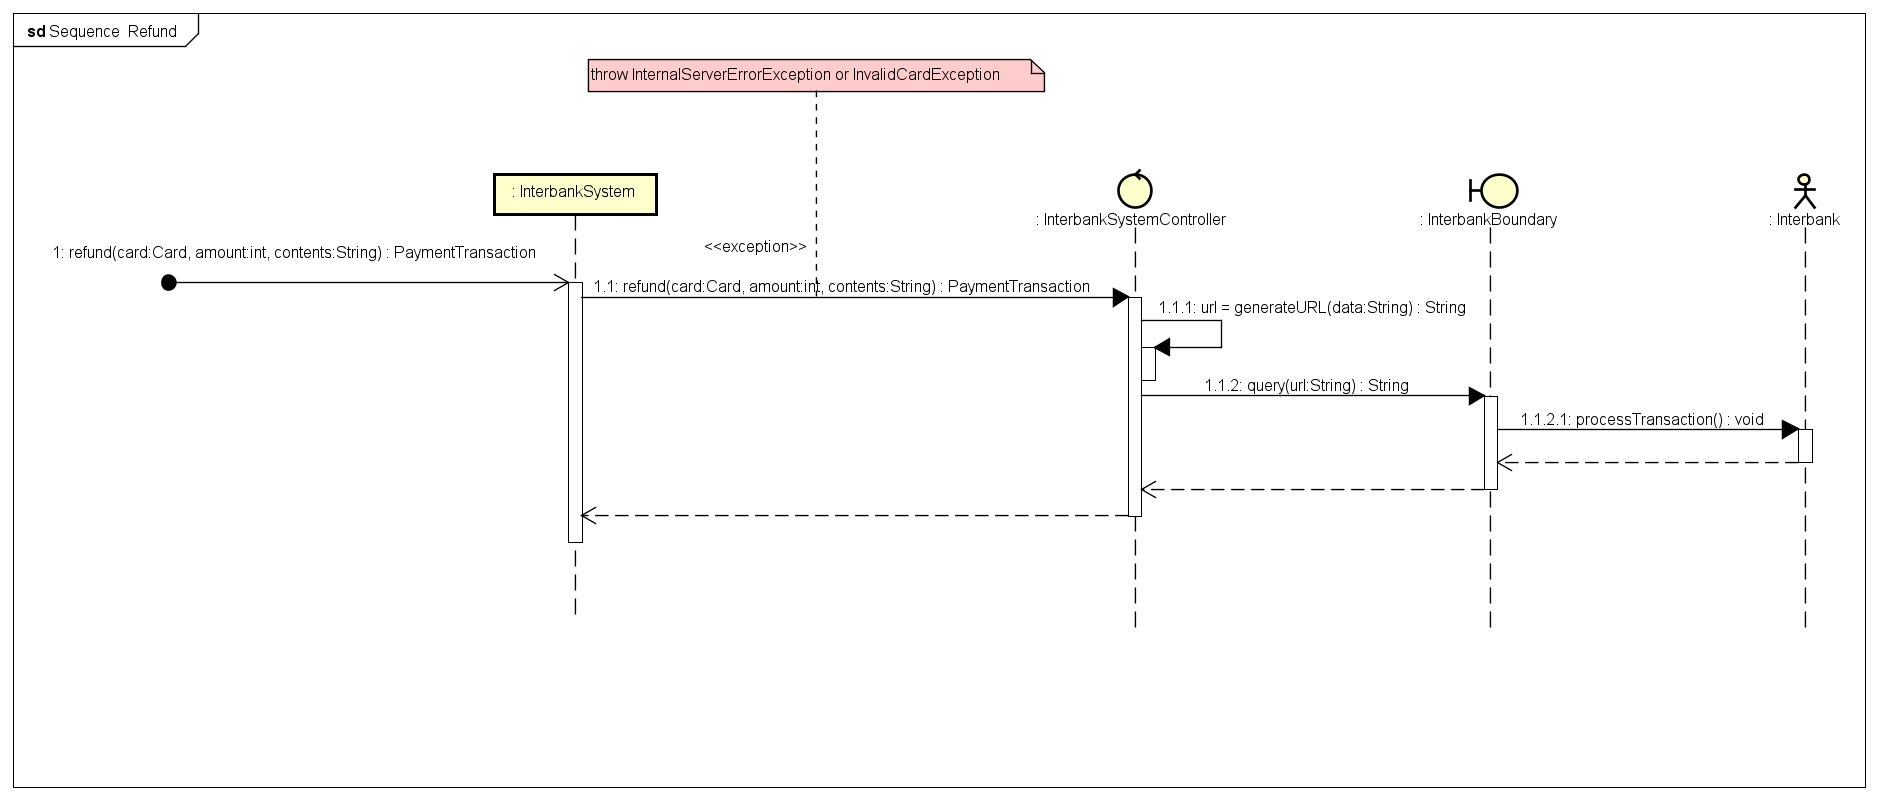 sd Sequence Refund
throw InternalServerErrorException or InvalidCardException
: InterbankSystem
: InterbankSystemController
: InterbankBoundary
: Interbank
<<exception>>
1: refund(card:Card, amount:int, contents:String) : PaymentTransaction
1.1: refund(card:Card, amount:int, contents:String) : PaymentTransaction
1.1.1: url = generateURL(data:String) : String
1.1.2: query(url:String) : String
1.1.2.1: processTransaction() : void